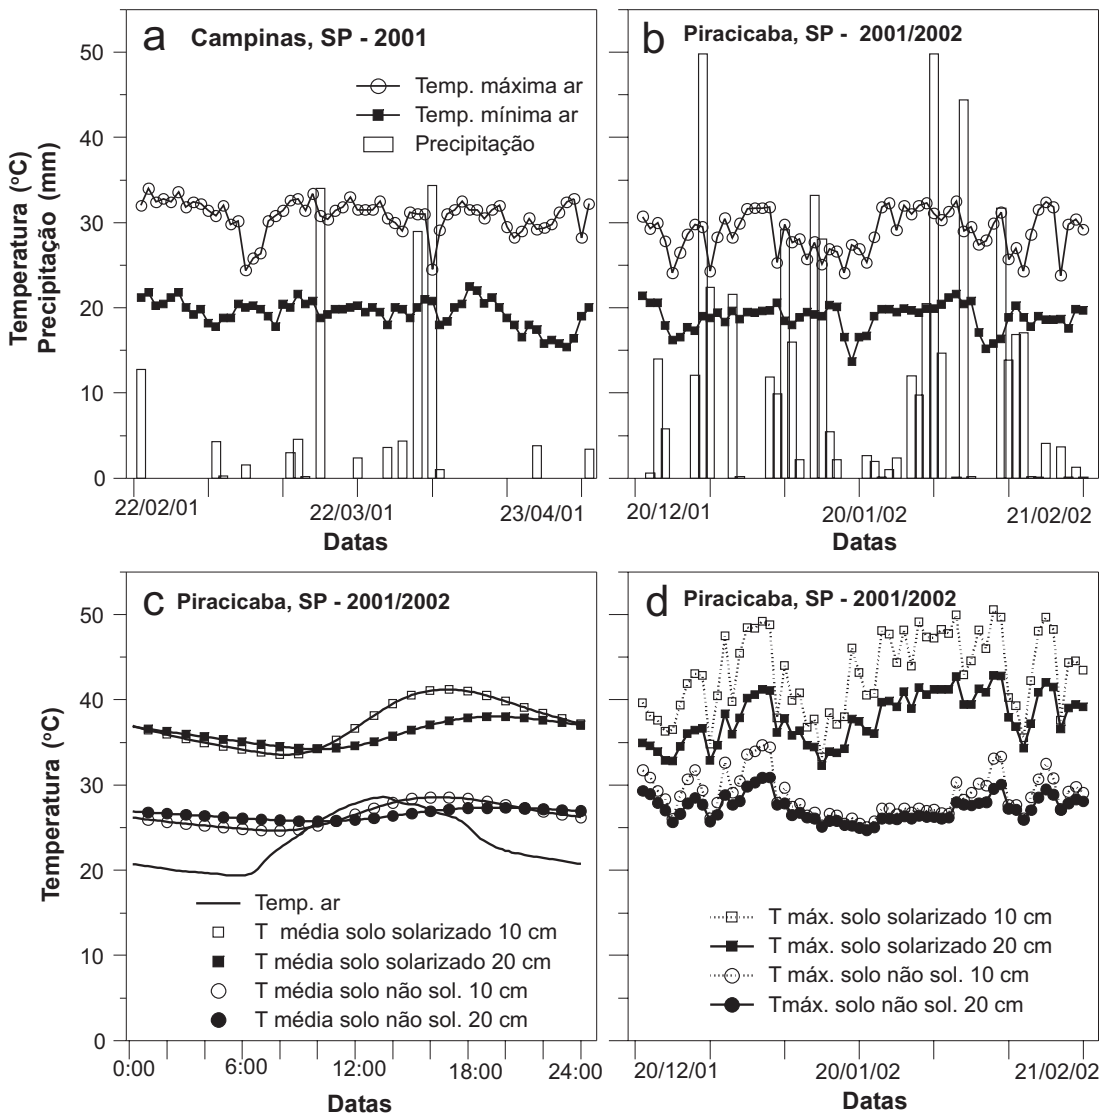 a Campinas, SP - 2001
Temp. máxima ar
Temp. mínima ar
Precipitação
Temperatura (°C)
Precipitação (mm)
50
40
30
20
10
0
22/02/01 22/03/01 23/04/01
Datas
b Piracicaba, SP - 2001/2002
20/12/01 20/01/02 21/02/02
Datas
c Piracicaba, SP - 2001/2002
Temperatura (°C)
50
40
30
20
10
0
Temp. ar
T média solo solarizado 10 cm
T média solo solarizado 20 cm
T média solo não sol. 10 cm
T média solo não sol. 20 cm
0:00 6:00 12:00 18:00 24:00
Datas
d Piracicaba, SP - 2001/2002
T máx. solo solarizado 10 cm
T máx. solo solarizado 20 cm
T máx. solo não sol. 10 cm
Tmáx. solo não sol. 20 cm
20/12/01 20/01/02 21/02/02
Datas